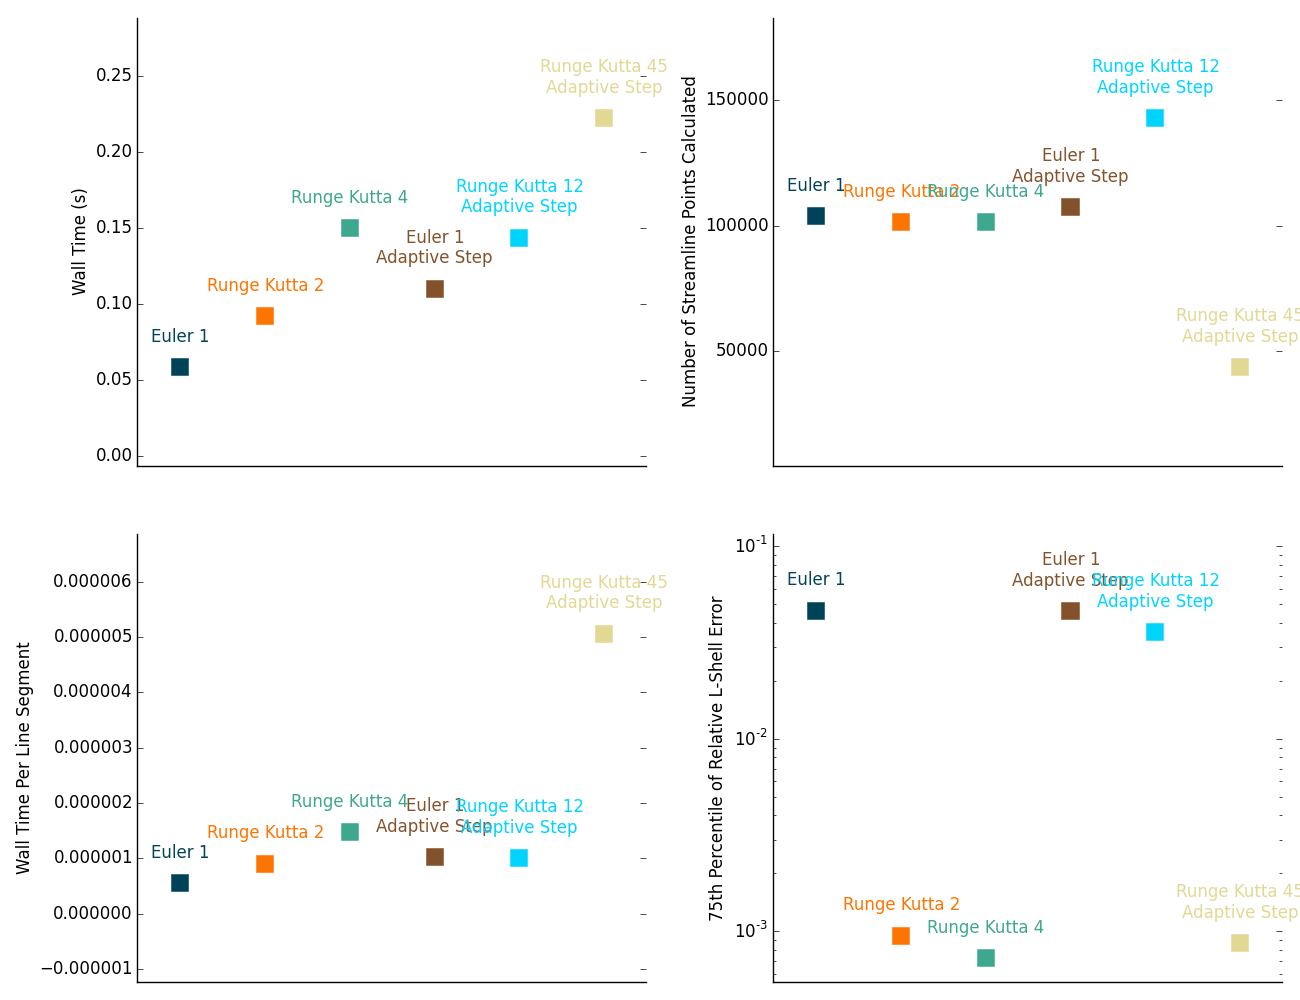 Runge Kutta 45
Adaptive Step
Runge Kutta 12
Adaptive Step
Runge Kutta 4
Euler 1
Adaptive Step
Runge Kutta 2
Euler 1
0.25
0.20
0.15
0.10
0.05
0.00
Wall Time (s)
Runge Kutta 12
Adaptive Step
Euler 1
Adaptive Step
Euler 1
Runge Kutta 2
Runge Kutta 4
Runge Kutta 45
Adaptive Step
150000
100000
50000
Number of Streamline Points Calculated
Runge Kutta 45
Adaptive Step
Runge Kutta 4
Euler 1
Adaptive Step
Runge Kutta 12
Adaptive Step
Runge Kutta 2
Euler 1
0.000006
0.000005
0.000004
0.000003
0.000002
0.000001
0.000000
−0.000001
Wall Time Per Line Segment
Euler 1
Adaptive Step
Euler 1
Runge Kutta 12
Adaptive Step
Runge Kutta 2
Runge Kutta 4
Runge Kutta 45
Adaptive Step
10^-1
10^-2
10^-3
75th Percentile of Relative L-Shell Error